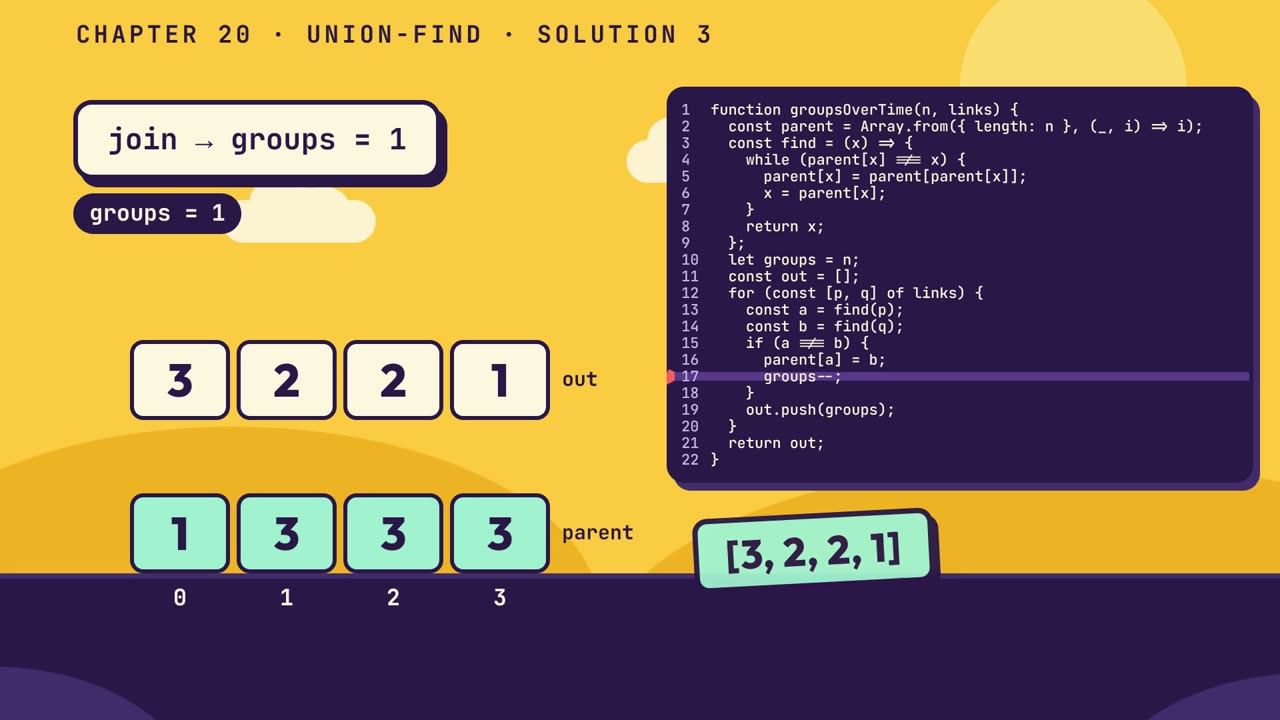 CHAPTER 20 · UNION-FIND · SOLUTION 3
join → groups = 1
groups = 1
3 2 2 1 out
1 3 3 3 parent
0 1 2 3
1 function groupsOverTime(n, links) {
2 const parent = Array.from({ length: n }, (_, i) => i);
3 const find = (x) => {
4 while (parent[x] !== x) {
5 parent[x] = parent[parent[x]];
6 x = parent[x];
7 }
8 return x;
9 };
10 let groups = n;
11 const out = [];
12 for (const [p, q] of links) {
13 const a = find(p);
14 const b = find(q);
15 if (a !== b) {
16 parent[a] = b;
17 groups--;
18 }
19 out.push(groups);
20 }
21 return out;
22 }
[3, 2, 2, 1]